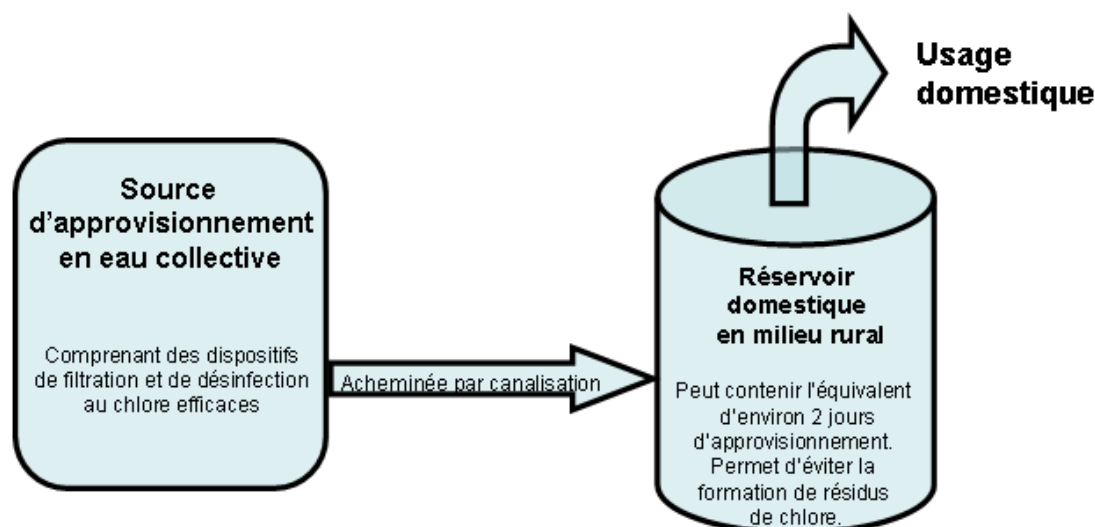 Usage
domestique
Source
d'approvisionnement
en eau collective
Comprenant des dispositifs
de filtration et de désinfection
au chlore efficaces
Acheminée par canalisation
Réservoir
domestique
en milieu rural
Peut contenir l'équivalent
d'environ 2 jours
d'approvisionnement.
Permet d'éviter la
formation de résidus
de chlore.